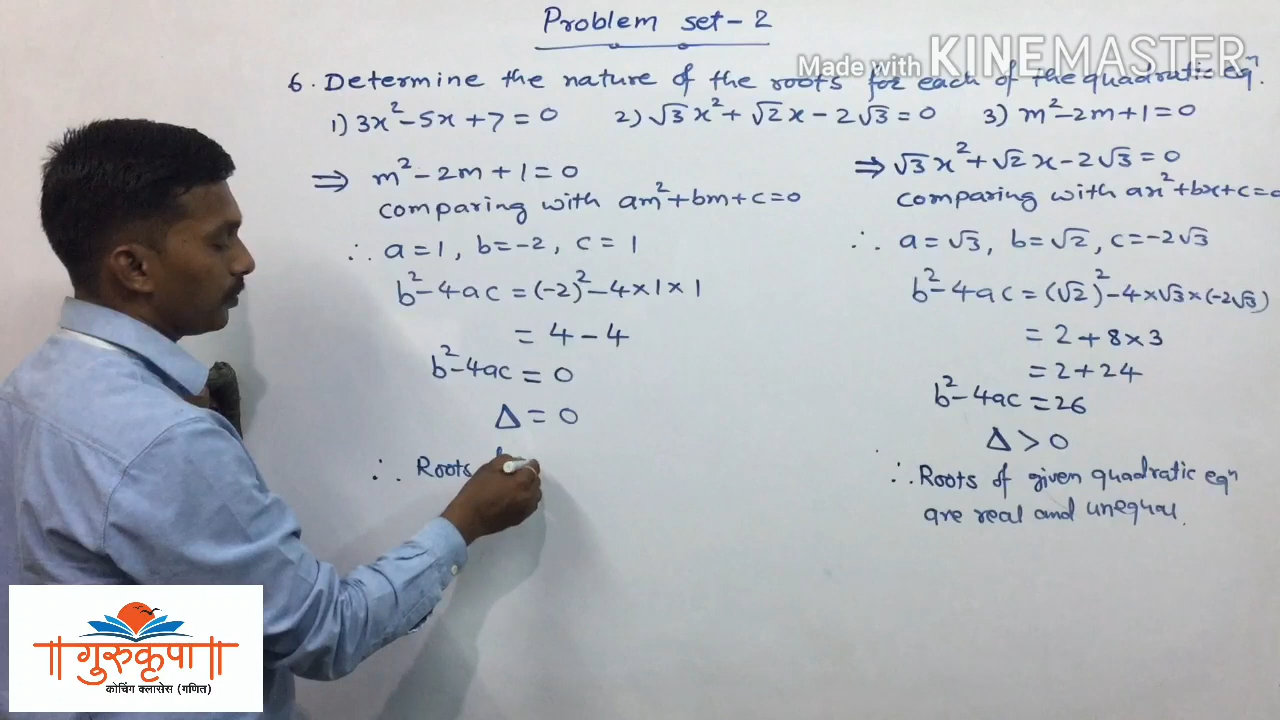 Problem set - 2
Made with KINEMASTER
6. Determine the nature of the roots for each of the quadratic eqⁿ.
1) 3x² - 5x + 7 = 0 2) √3 x² + √2 x - 2√3 = 0 3) m² - 2m + 1 = 0
⇒ m² - 2m + 1 = 0
comparing with am² + bm + c = 0
∴ a = 1, b = -2, c = 1
b² - 4ac = (-2)² - 4 × 1 × 1
= 4 - 4
b² - 4ac = 0
Δ = 0
∴ Roots
⇒ √3 x² + √2 x - 2√3 = 0
comparing with ax² + bx + c = 0
∴ a = √3, b = √2, c = -2√3
b² - 4ac = (√2)² - 4 × √3 × (-2√3)
= 2 + 8 × 3
= 2 + 24
b² - 4ac = 26
Δ > 0
∴ Roots of given quadratic eqⁿ
are real and unequal.
॥गुरुकृपा॥
कोचिंग क्लासेस (गणित)